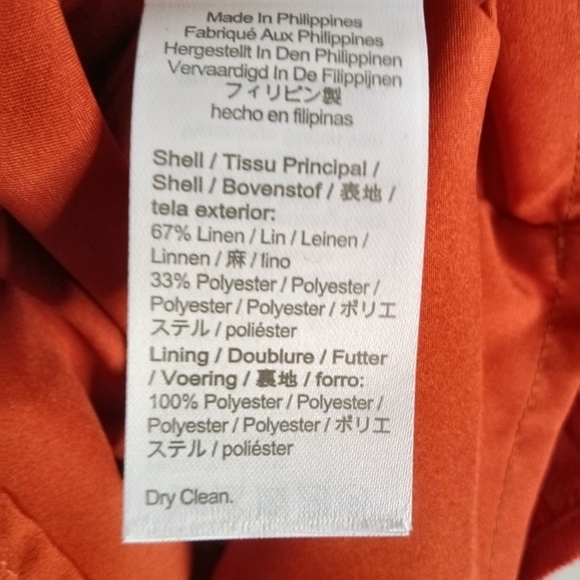 Made In Philippines
Fabriqué Aux Philippines
Hergestellt In Den Philippinen
Vervaardigd In De Filippijnen
フィリピン製
hecho en filipinas
Shell / Tissu Principal /
Shell / Bovenstof / 表地 /
tela exterior:
67% Linen / Lin / Leinen /
Linnen / 麻 / lino
33% Polyester / Polyester /
Polyester / Polyester / ポリエ
ステル / poliéster
Lining / Doublure / Futter
/ Voering / 裏地 / forro:
100% Polyester / Polyester /
Polyester / Polyester / ポリエ
ステル / poliéster
Dry Clean.